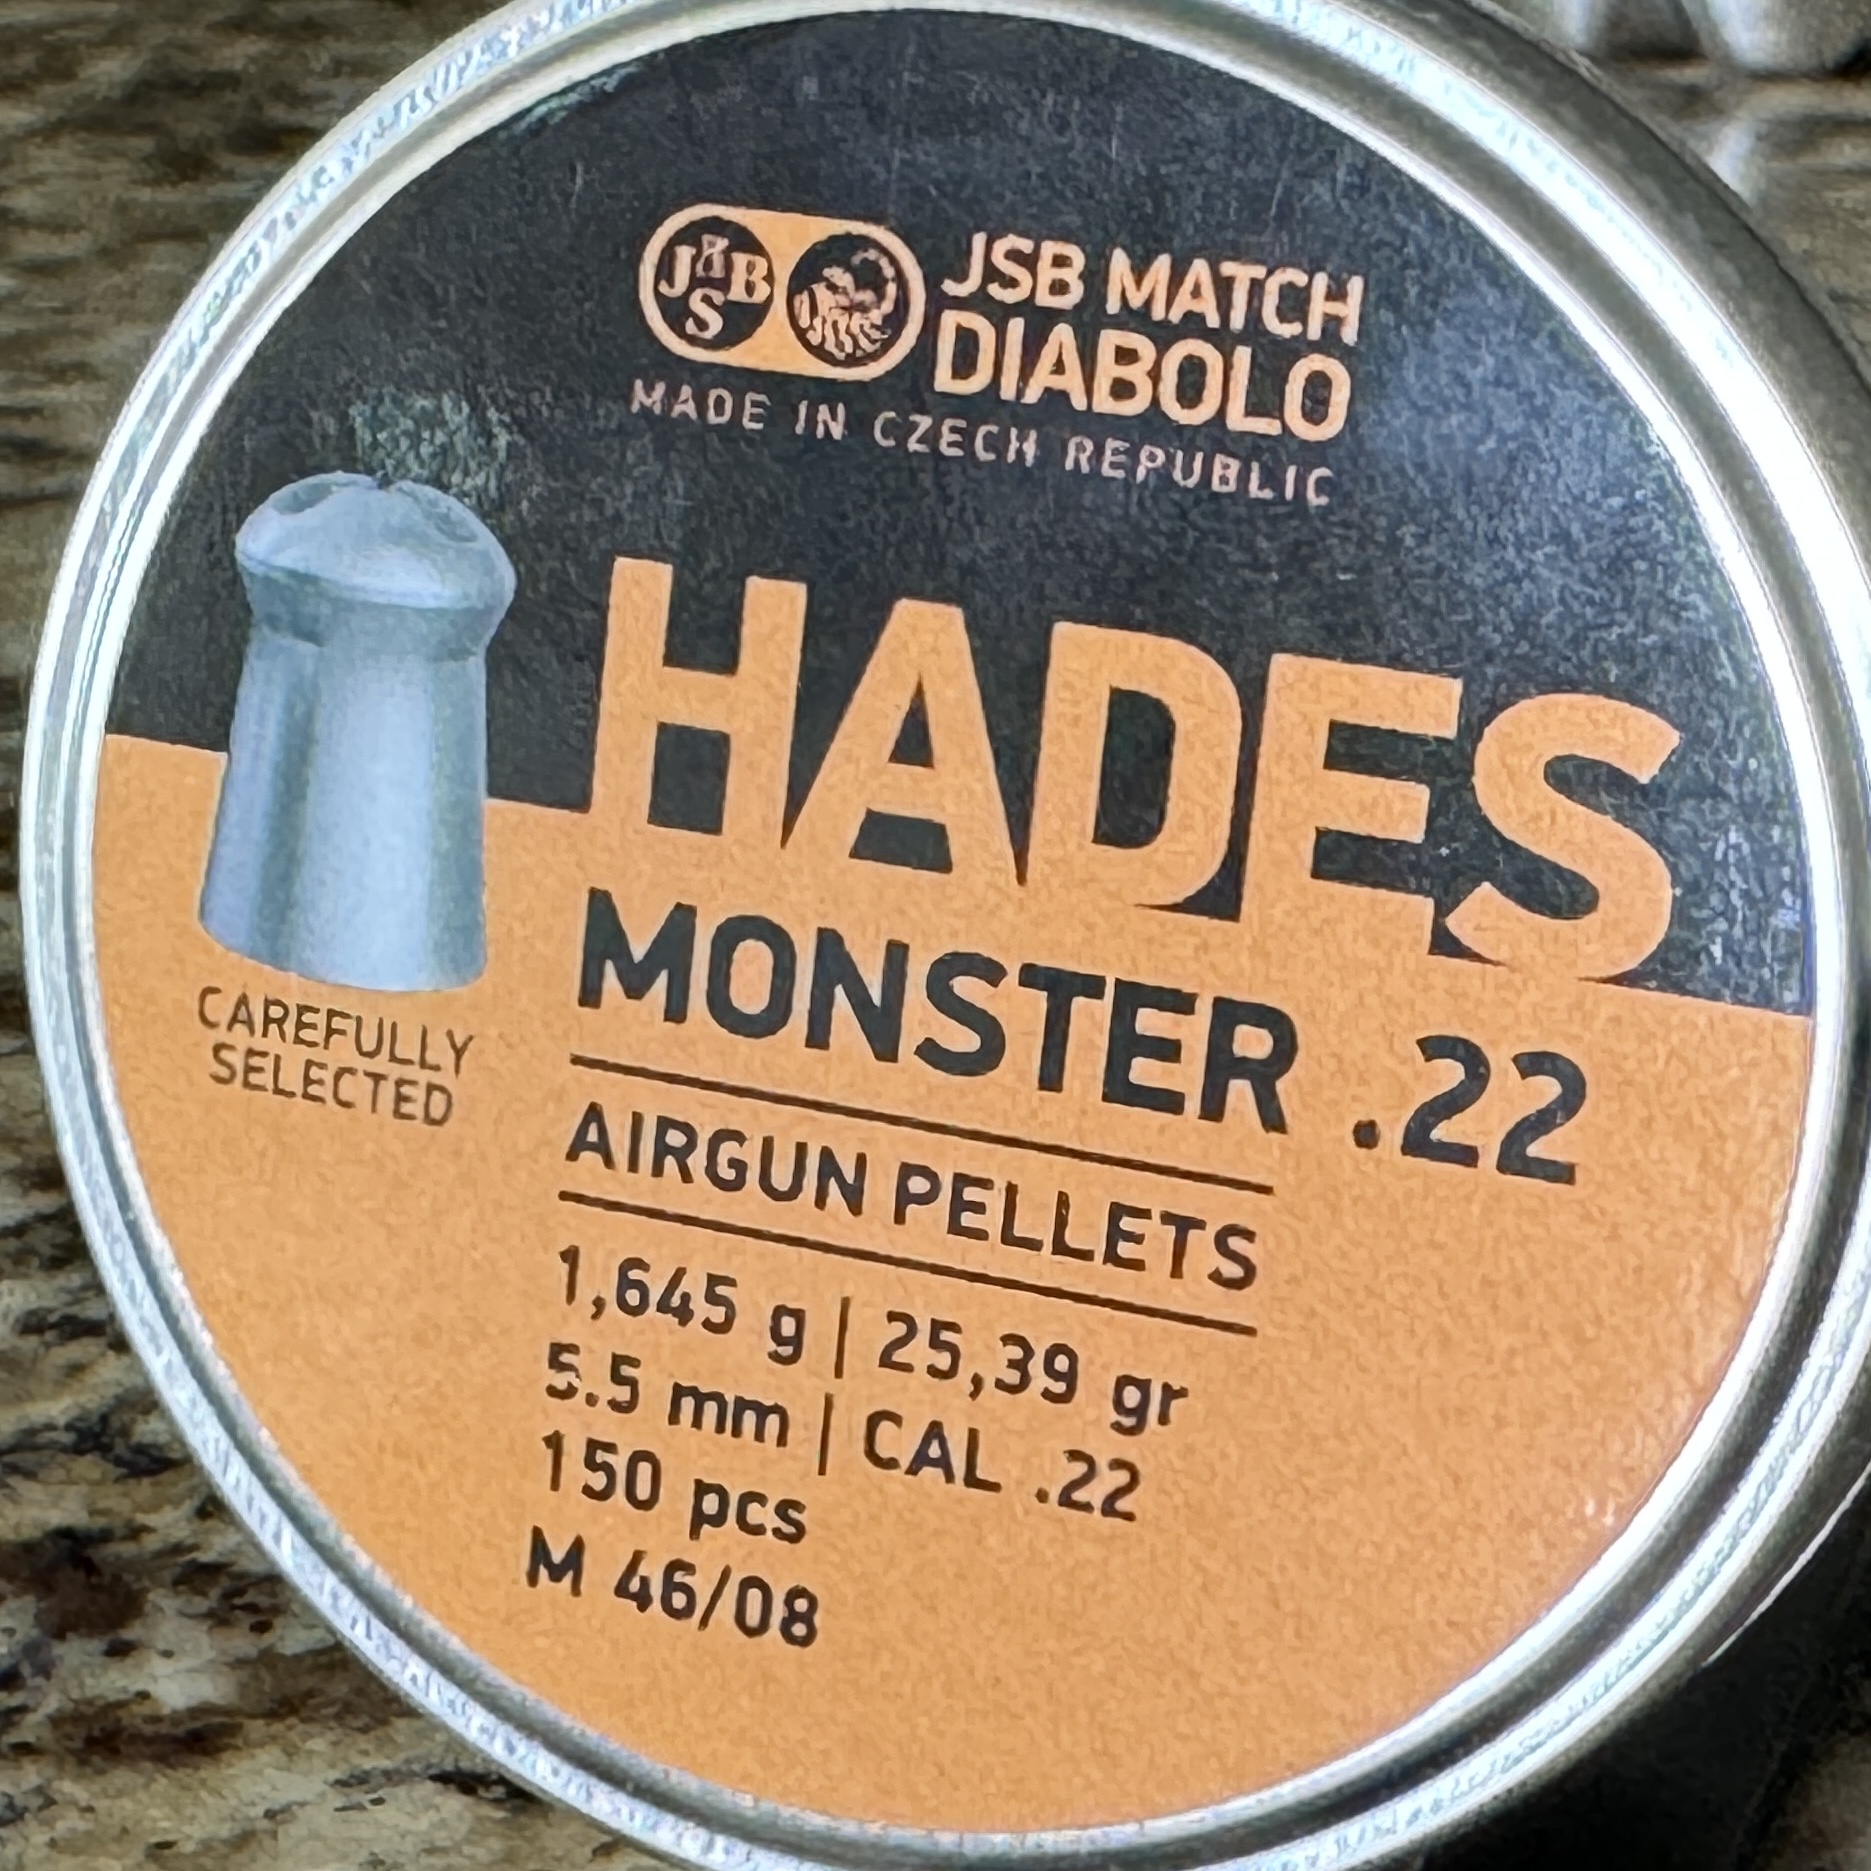 JSB
JSB MATCH
DIABOLO
MADE IN CZECH REPUBLIC
HADES
MONSTER .22
CAREFULLY
SELECTED
AIRGUN PELLETS
1,645 g | 25,39 gr
5.5 mm | CAL .22
150 pcs
M 46/08